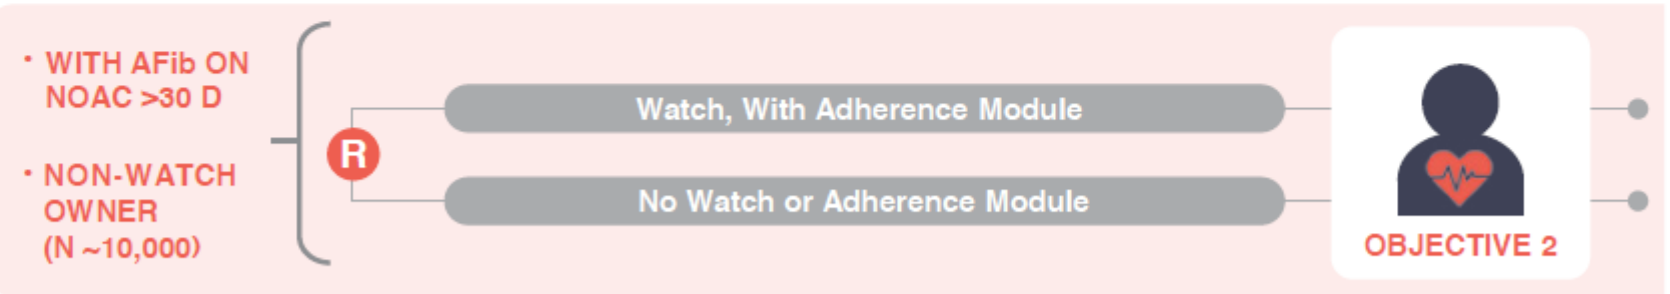 • WITH AFib ON
NOAC >30 D
• NON-WATCH
OWNER
(N ~10,000)
R
Watch, With Adherence Module
No Watch or Adherence Module
OBJECTIVE 2